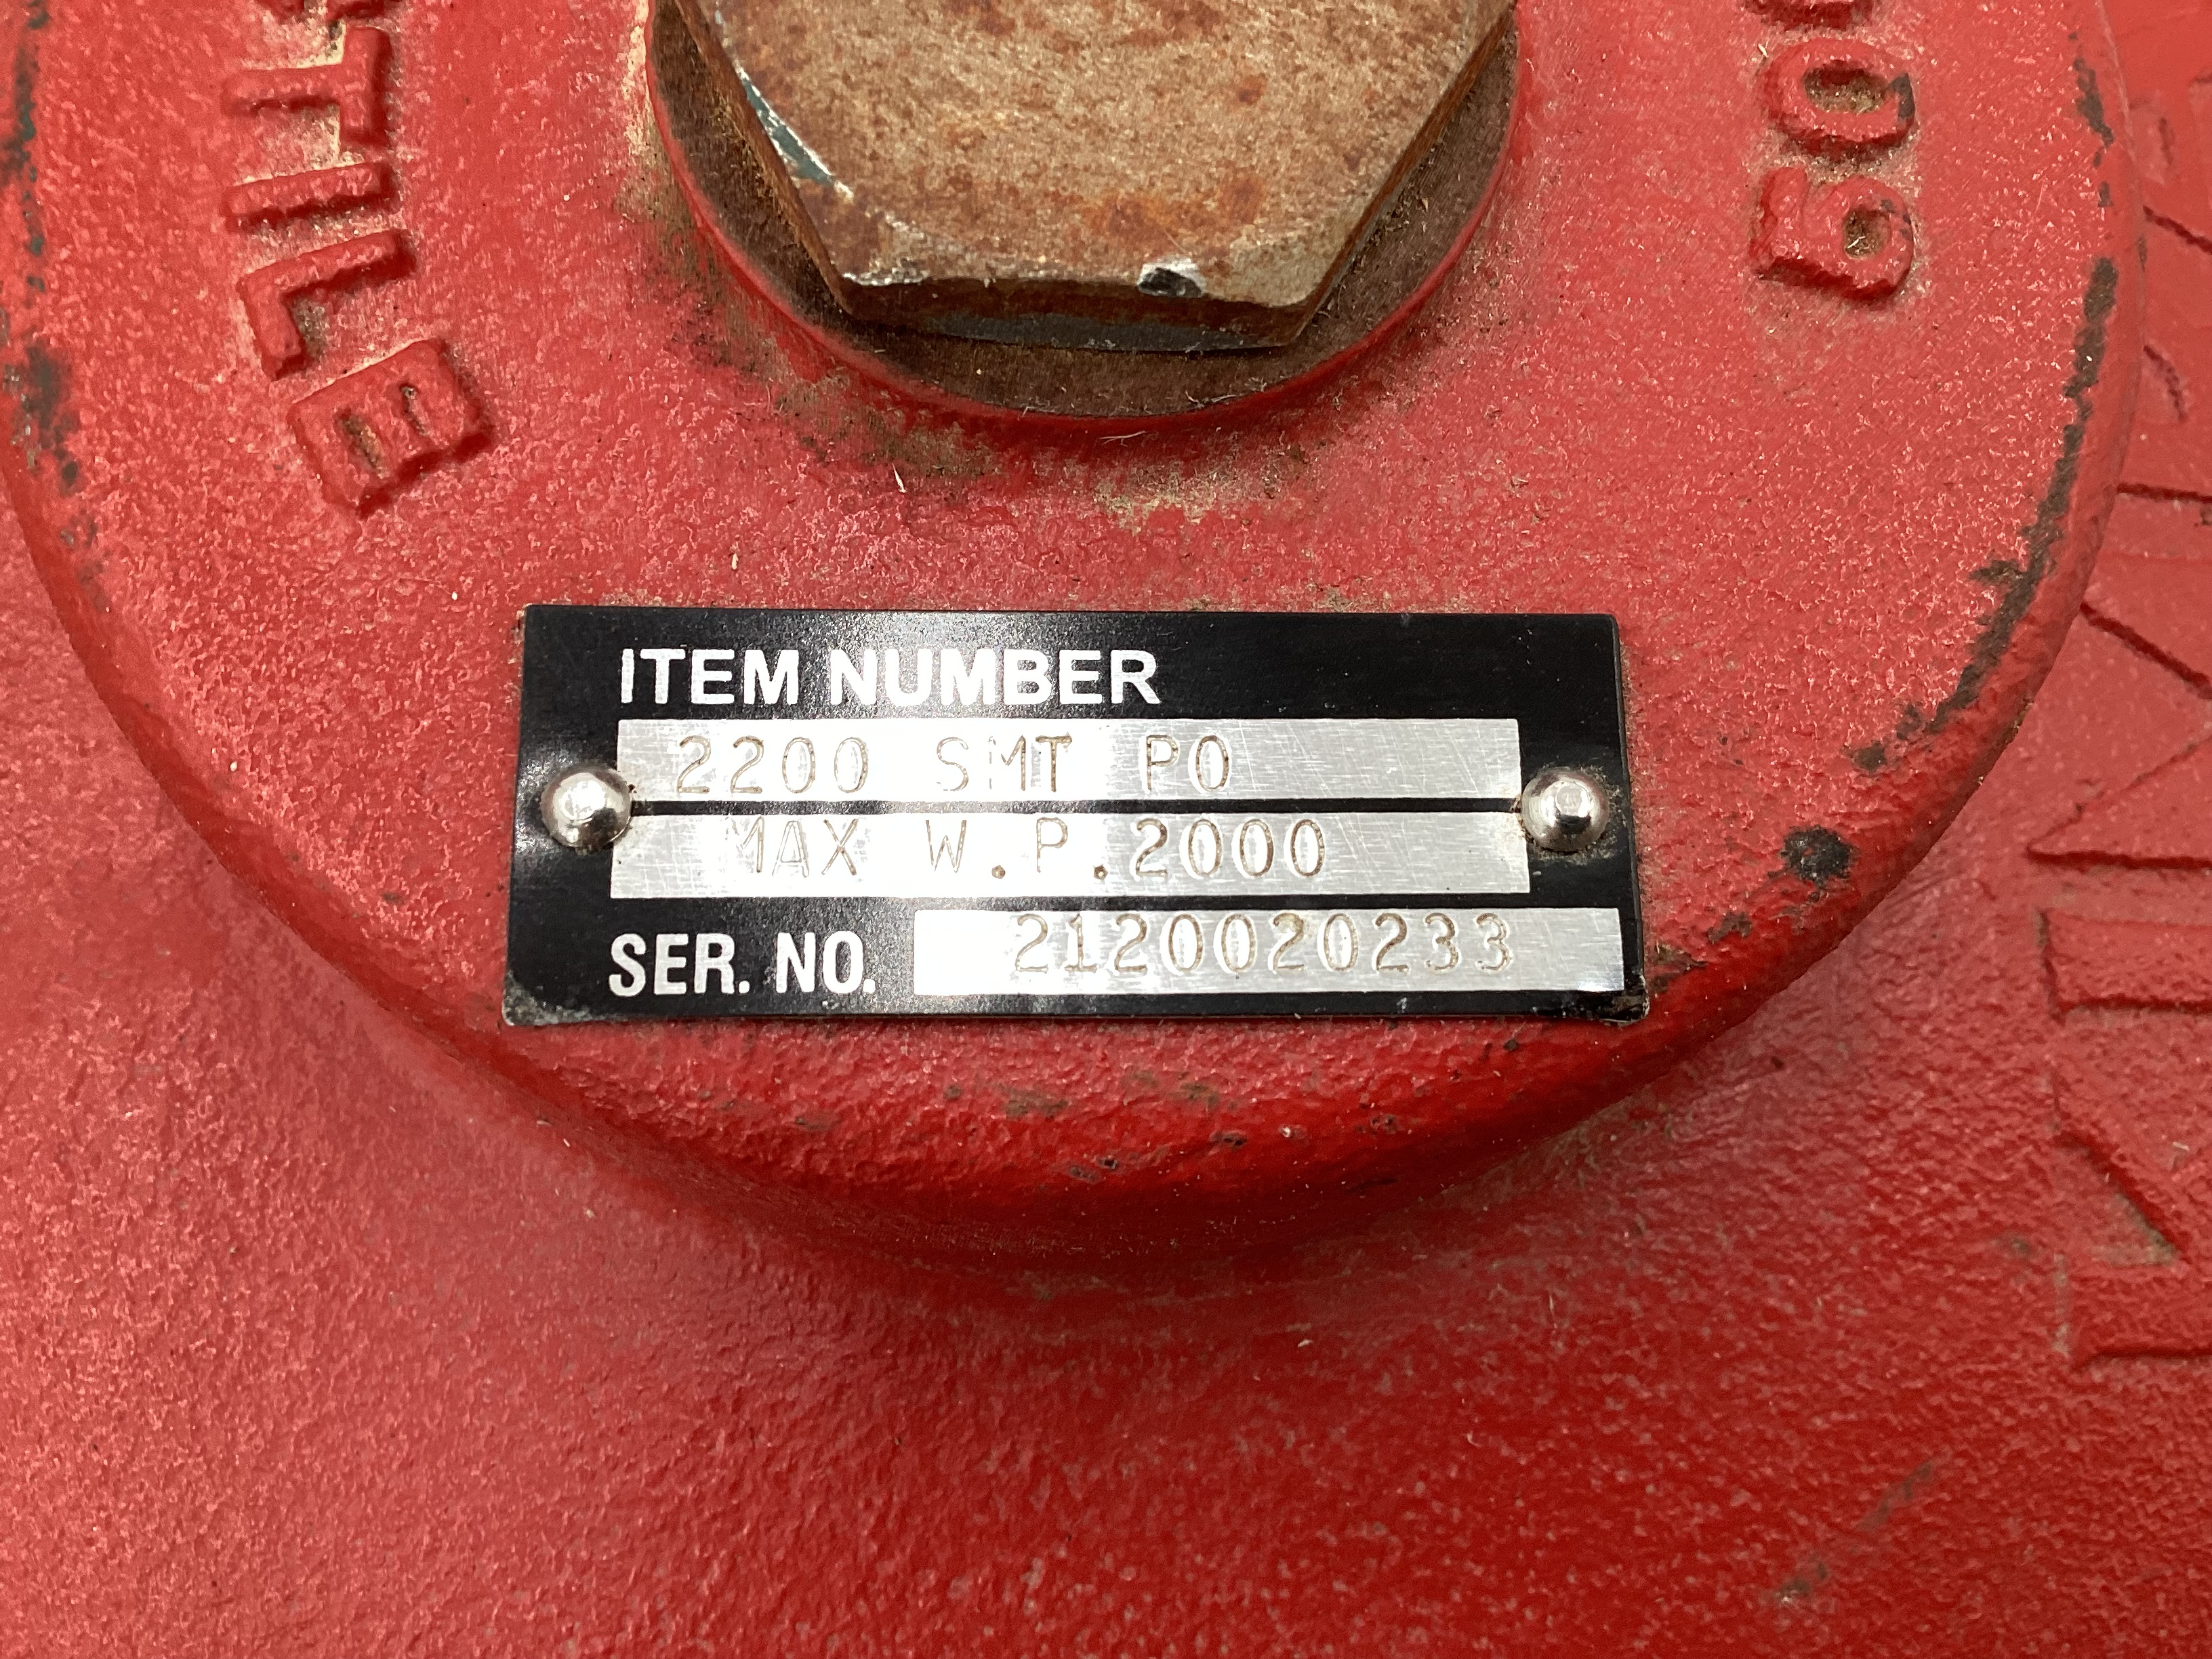 TILE
ITEM NUMBER
2200 SMT PO
MAX W.P.2000
SER. NO. 2120020233